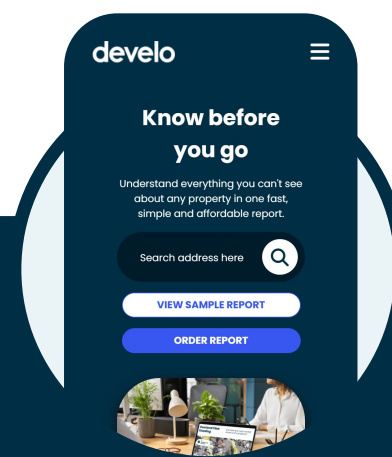 develo
Know before
you go
Understand everything you can't see
about any property in one fast,
simple and affordable report.
Search address here
VIEW SAMPLE REPORT
ORDER REPORT